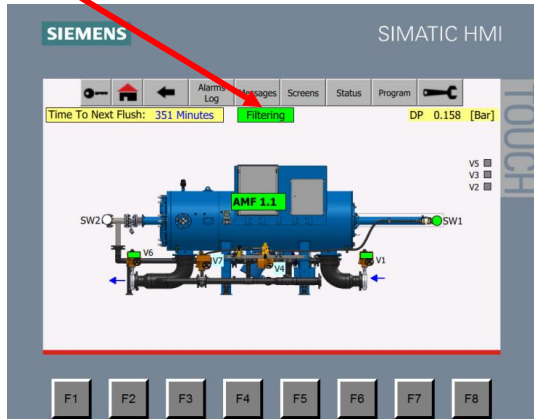 SIEMENS
SIMATIC HMI
Alarms Log
Messages
Screens
Status
Program
TOUCH
Time To Next Flush: 351 Minutes
Filtering
DP 0.158 [Bar]
V5
V3
V2
AMF 1.1
SW2
SW1
V6
V7
V4
V1
F1
F2
F3
F4
F5
F6
F7
F8